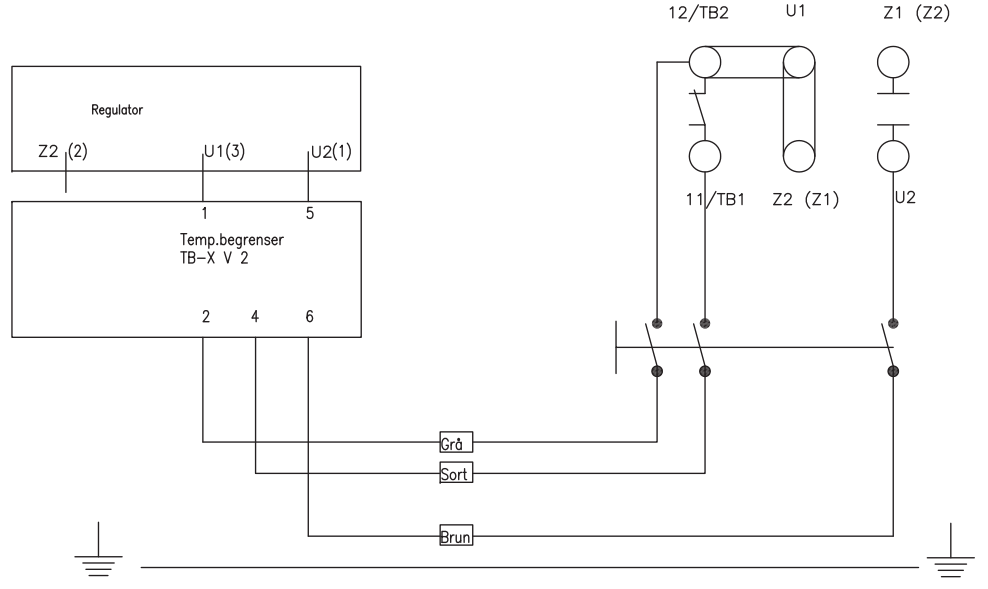 12/TB2 U1 Z1 (Z2)
Regulator
Z2 (2) U1(3) U2(1)
11/TB1 Z2 (Z1) U2
1 5
Temp.begrenser
TB-X V 2
2 4 6
Grå
Sort
Brun